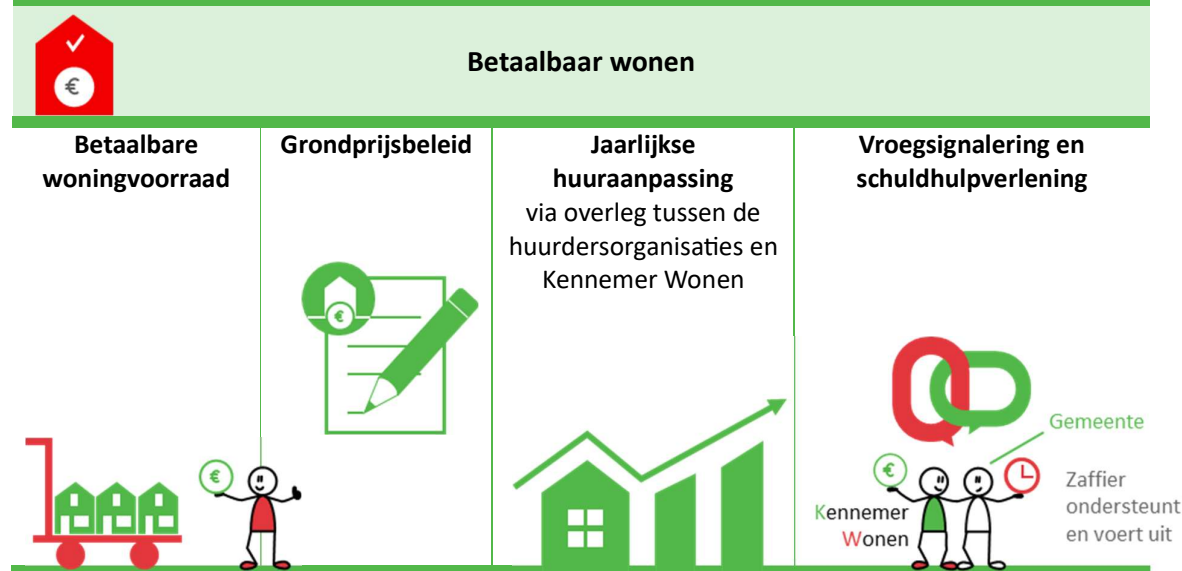 Betaalbaar wonen
€
Betaalbare
woningvoorraad
Grondprijsbeleid
Jaarlijkse
huuraanpassing
via overleg tussen de
huurdersorganisaties en
Kennemer Wonen
Vroegsignalering en
schuldhulpverlening
€
€
€
Gemeente
Kennemer
Wonen
Zaffier
ondersteunt
en voert uit